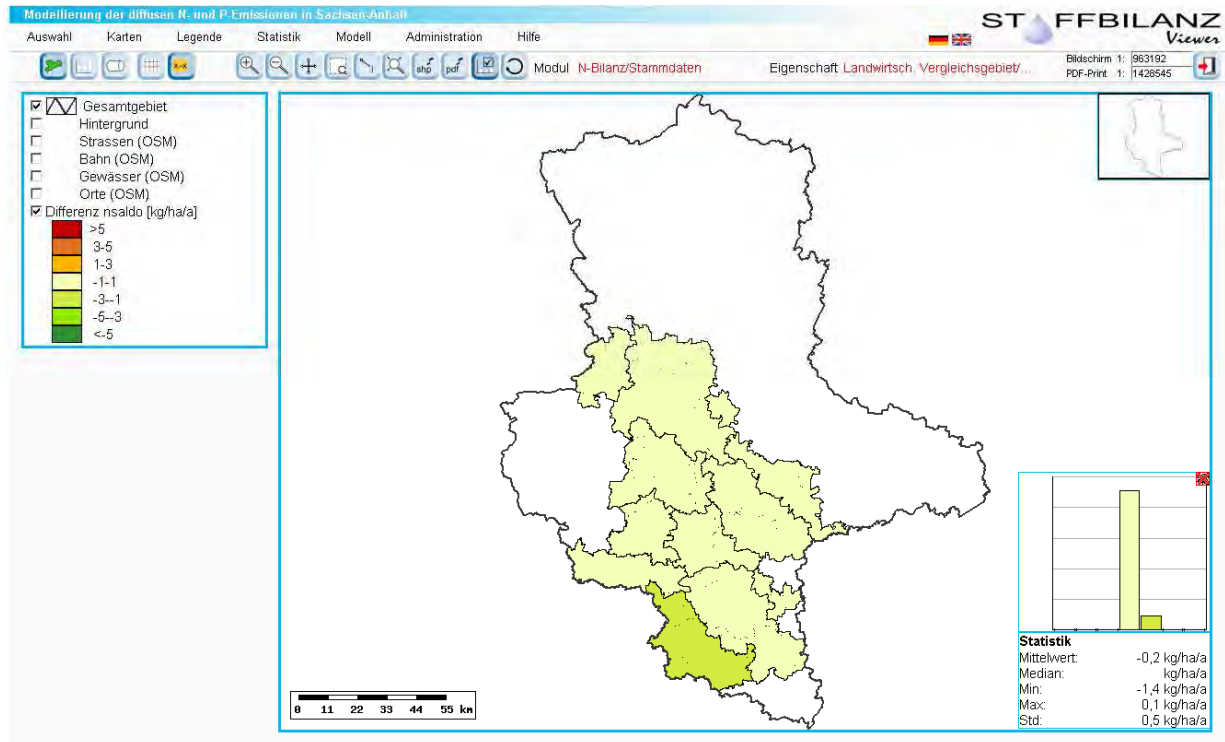 Modellierung der diffusen N- und P-Emissionen in Sachsen-Anhalt
STOFFBILANZ
Viewer
Auswahl Karten Legende Statistik Modell Administration Hilfe
shp pdf Modul N-Bilanz/Stammdaten Eigenschaft Landwirtsch. Vergleichsgebiet/...
Bildschirm 1: 963192
PDF-Print 1: 1428545
Gesamtgebiet
Hintergrund
Strassen (OSM)
Bahn (OSM)
Gewässer (OSM)
Orte (OSM)
Differenz nsaldo [kg/ha/a]
>5
3-5
1-3
-1-1
-3--1
-5--3
<-5
0 11 22 33 44 55 km
Statistik
Mittelwert: -0,2 kg/ha/a
Median: kg/ha/a
Min: -1,4 kg/ha/a
Max: 0,1 kg/ha/a
Std: 0,5 kg/ha/a